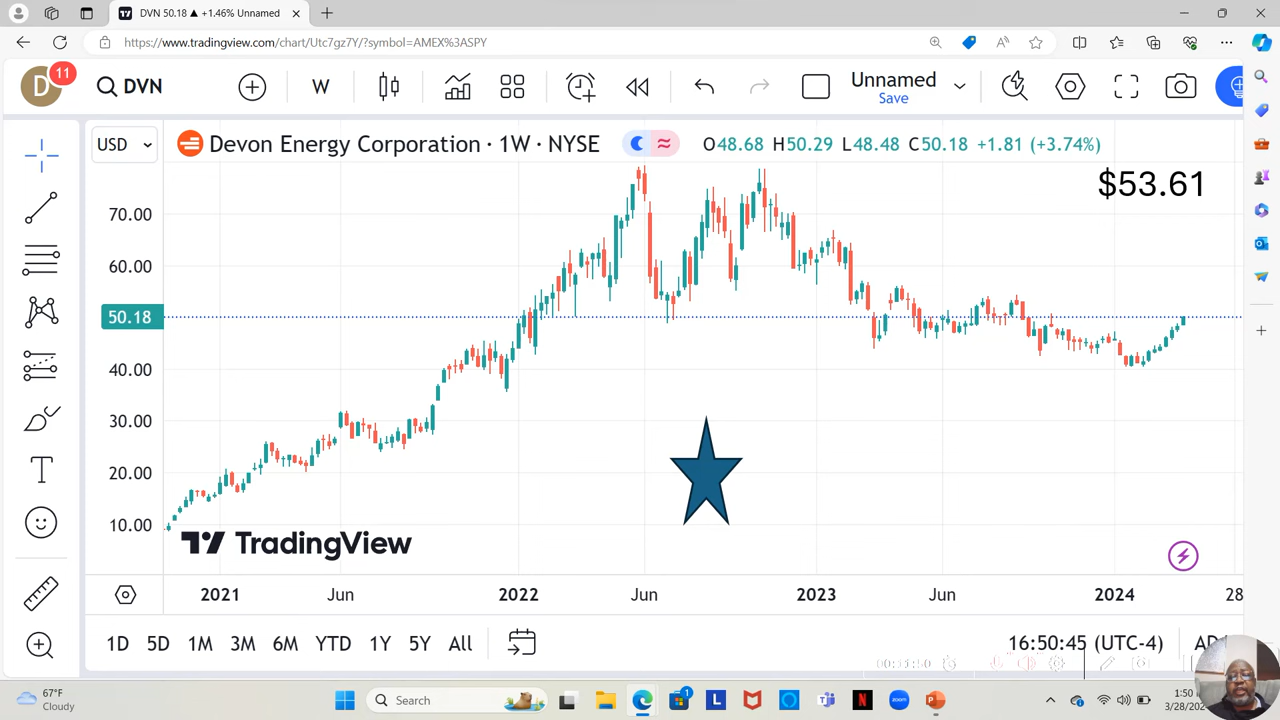 DVN 50.18 ▲ +1.46% Unnamed
https://www.tradingview.com/chart/Utc7gz7Y/?symbol=AMEX%3ASPY
D 11 DVN W Unnamed
Save
USD Devon Energy Corporation · 1W · NYSE O48.68 H50.29 L48.48 C50.18 +1.81 (+3.74%)
$53.61
70.00
60.00
50.18
40.00
30.00
20.00
10.00
TradingView
2021 Jun 2022 Jun 2023 Jun 2024 28
1D 5D 1M 3M 6M YTD 1Y 5Y All 16:50:45 (UTC-4)
67°F
Cloudy
Search
1:50
3/28/20